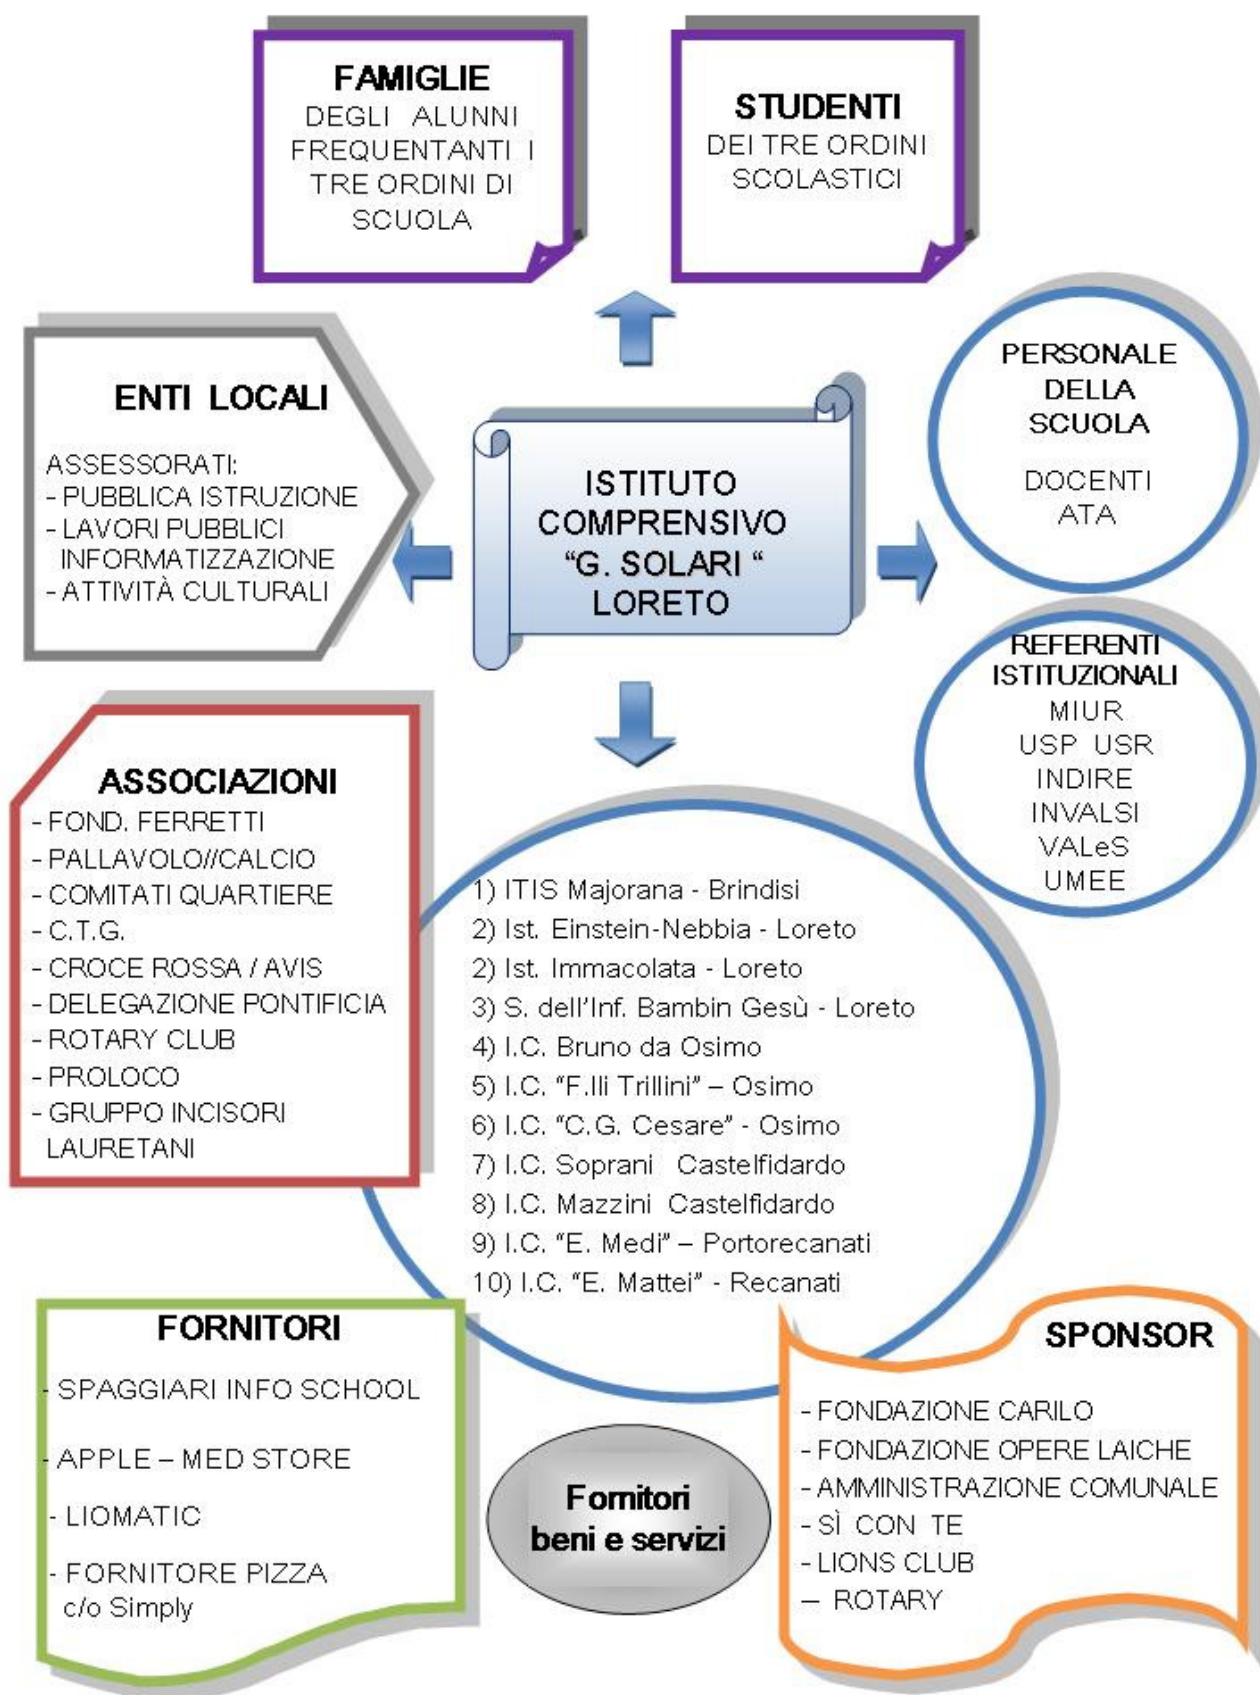 FAMIGLIE
DEGLI ALUNNI
FREQUENTANTI I
TRE ORDINI DI
SCUOLA
STUDENTI
DEI TRE ORDINI
SCOLASTICI
ENTI LOCALI
ASSESSORATI:
- PUBBLICA ISTRUZIONE
- LAVORI PUBBLICI
INFORMATIZZAZIONE
- ATTIVITÀ CULTURALI
ISTITUTO
COMPRENSIVO
"G. SOLARI "
LORETO
PERSONALE
DELLA
SCUOLA
DOCENTI
ATA
REFERENTI
ISTITUZIONALI
MIUR
USP USR
INDIRE
INVALSI
VALeS
UMEE
ASSOCIAZIONI
- FOND. FERRETTI
- PALLAVOLO//CALCIO
- COMITATI QUARTIERE
- C.T.G.
- CROCE ROSSA / AVIS
- DELEGAZIONE PONTIFICIA
- ROTARY CLUB
- PROLOCO
- GRUPPO INCISORI
LAURETANI
1) ITIS Majorana - Brindisi
2) Ist. Einstein-Nebbia - Loreto
2) Ist. Immacolata - Loreto
3) S. dell'Inf. Bambin Gesù - Loreto
4) I.C. Bruno da Osimo
5) I.C. "F.lli Trillini" – Osimo
6) I.C. "C.G. Cesare" - Osimo
7) I.C. Soprani Castelfidardo
8) I.C. Mazzini Castelfidardo
9) I.C. "E. Medi" – Portorecanati
10) I.C. "E. Mattei" - Recanati
FORNITORI
- SPAGGIARI INFO SCHOOL
- APPLE – MED STORE
- LIOMATIC
- FORNITORE PIZZA
c/o Simply
Fornitori
beni e servizi
SPONSOR
- FONDAZIONE CARILO
- FONDAZIONE OPERE LAICHE
- AMMINISTRAZIONE COMUNALE
- SÌ CON TE
- LIONS CLUB
– ROTARY